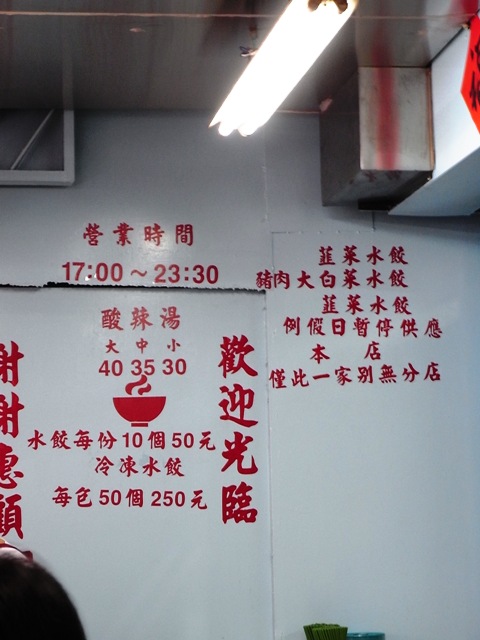 營業時間
17:00～23:30
酸辣湯
大 中 小
40 35 30
水餃每份10個50元
冷凍水餃
每包50個250元
歡迎光臨
謝謝惠顧
韮菜水餃
豬肉大白菜水餃
韮菜水餃
例假日暫停供應
本 店
僅此一家別無分店